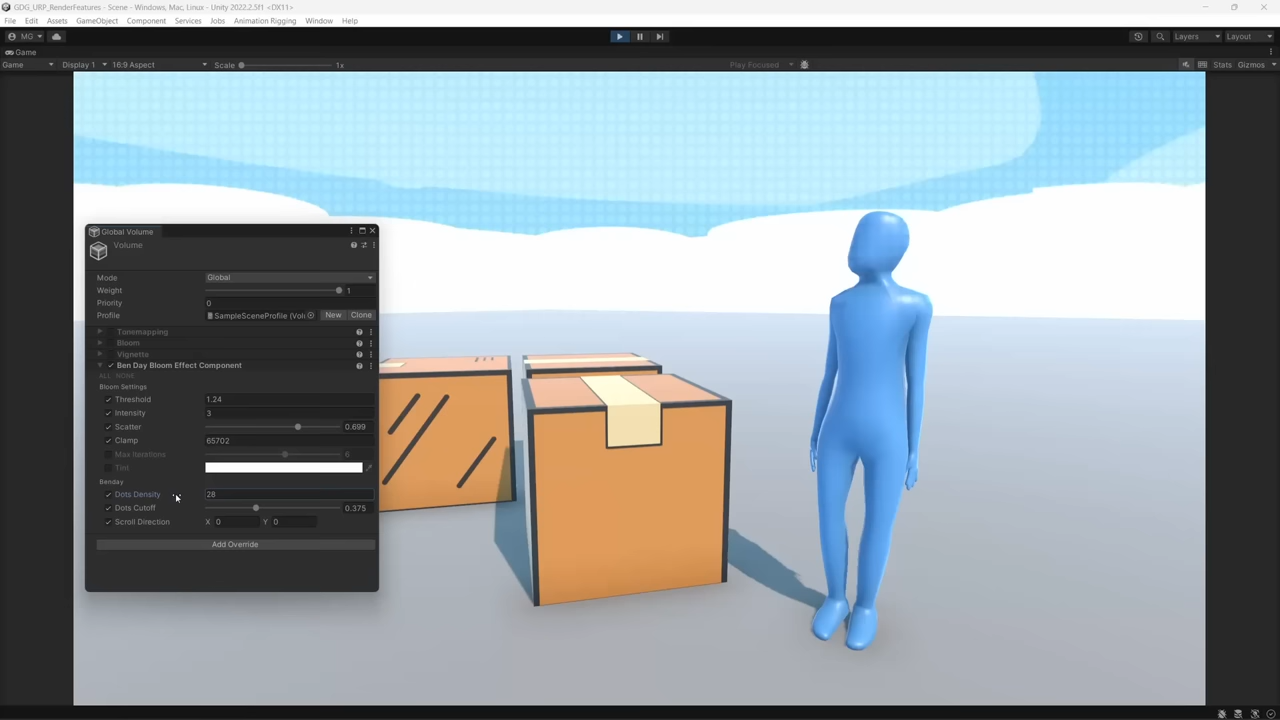 GDG_URP_RenderFeatures - Scene - Windows, Mac, Linux - Unity 2022.2.5f1 <DX11>
File Edit Assets GameObject Component Services Jobs Animation Rigging Window Help
MG Layers Layout
Game
Game Display 1 16:9 Aspect Scale 1x Play Focused Stats Gizmos
Global Volume
Volume
Mode Global
Weight 1
Priority 0
Profile SampleSceneProfile (Volu New Clone
Tonemapping
Bloom
Vignette
Ben Day Bloom Effect Component
ALL NONE
Bloom Settings
Threshold 1.24
Intensity 3
Scatter 0.699
Clamp 65702
Max Iterations 6
Tint
Benday
Dots Density 28
Dots Cutoff 0.375
Scroll Direction X 0 Y 0
Add Override